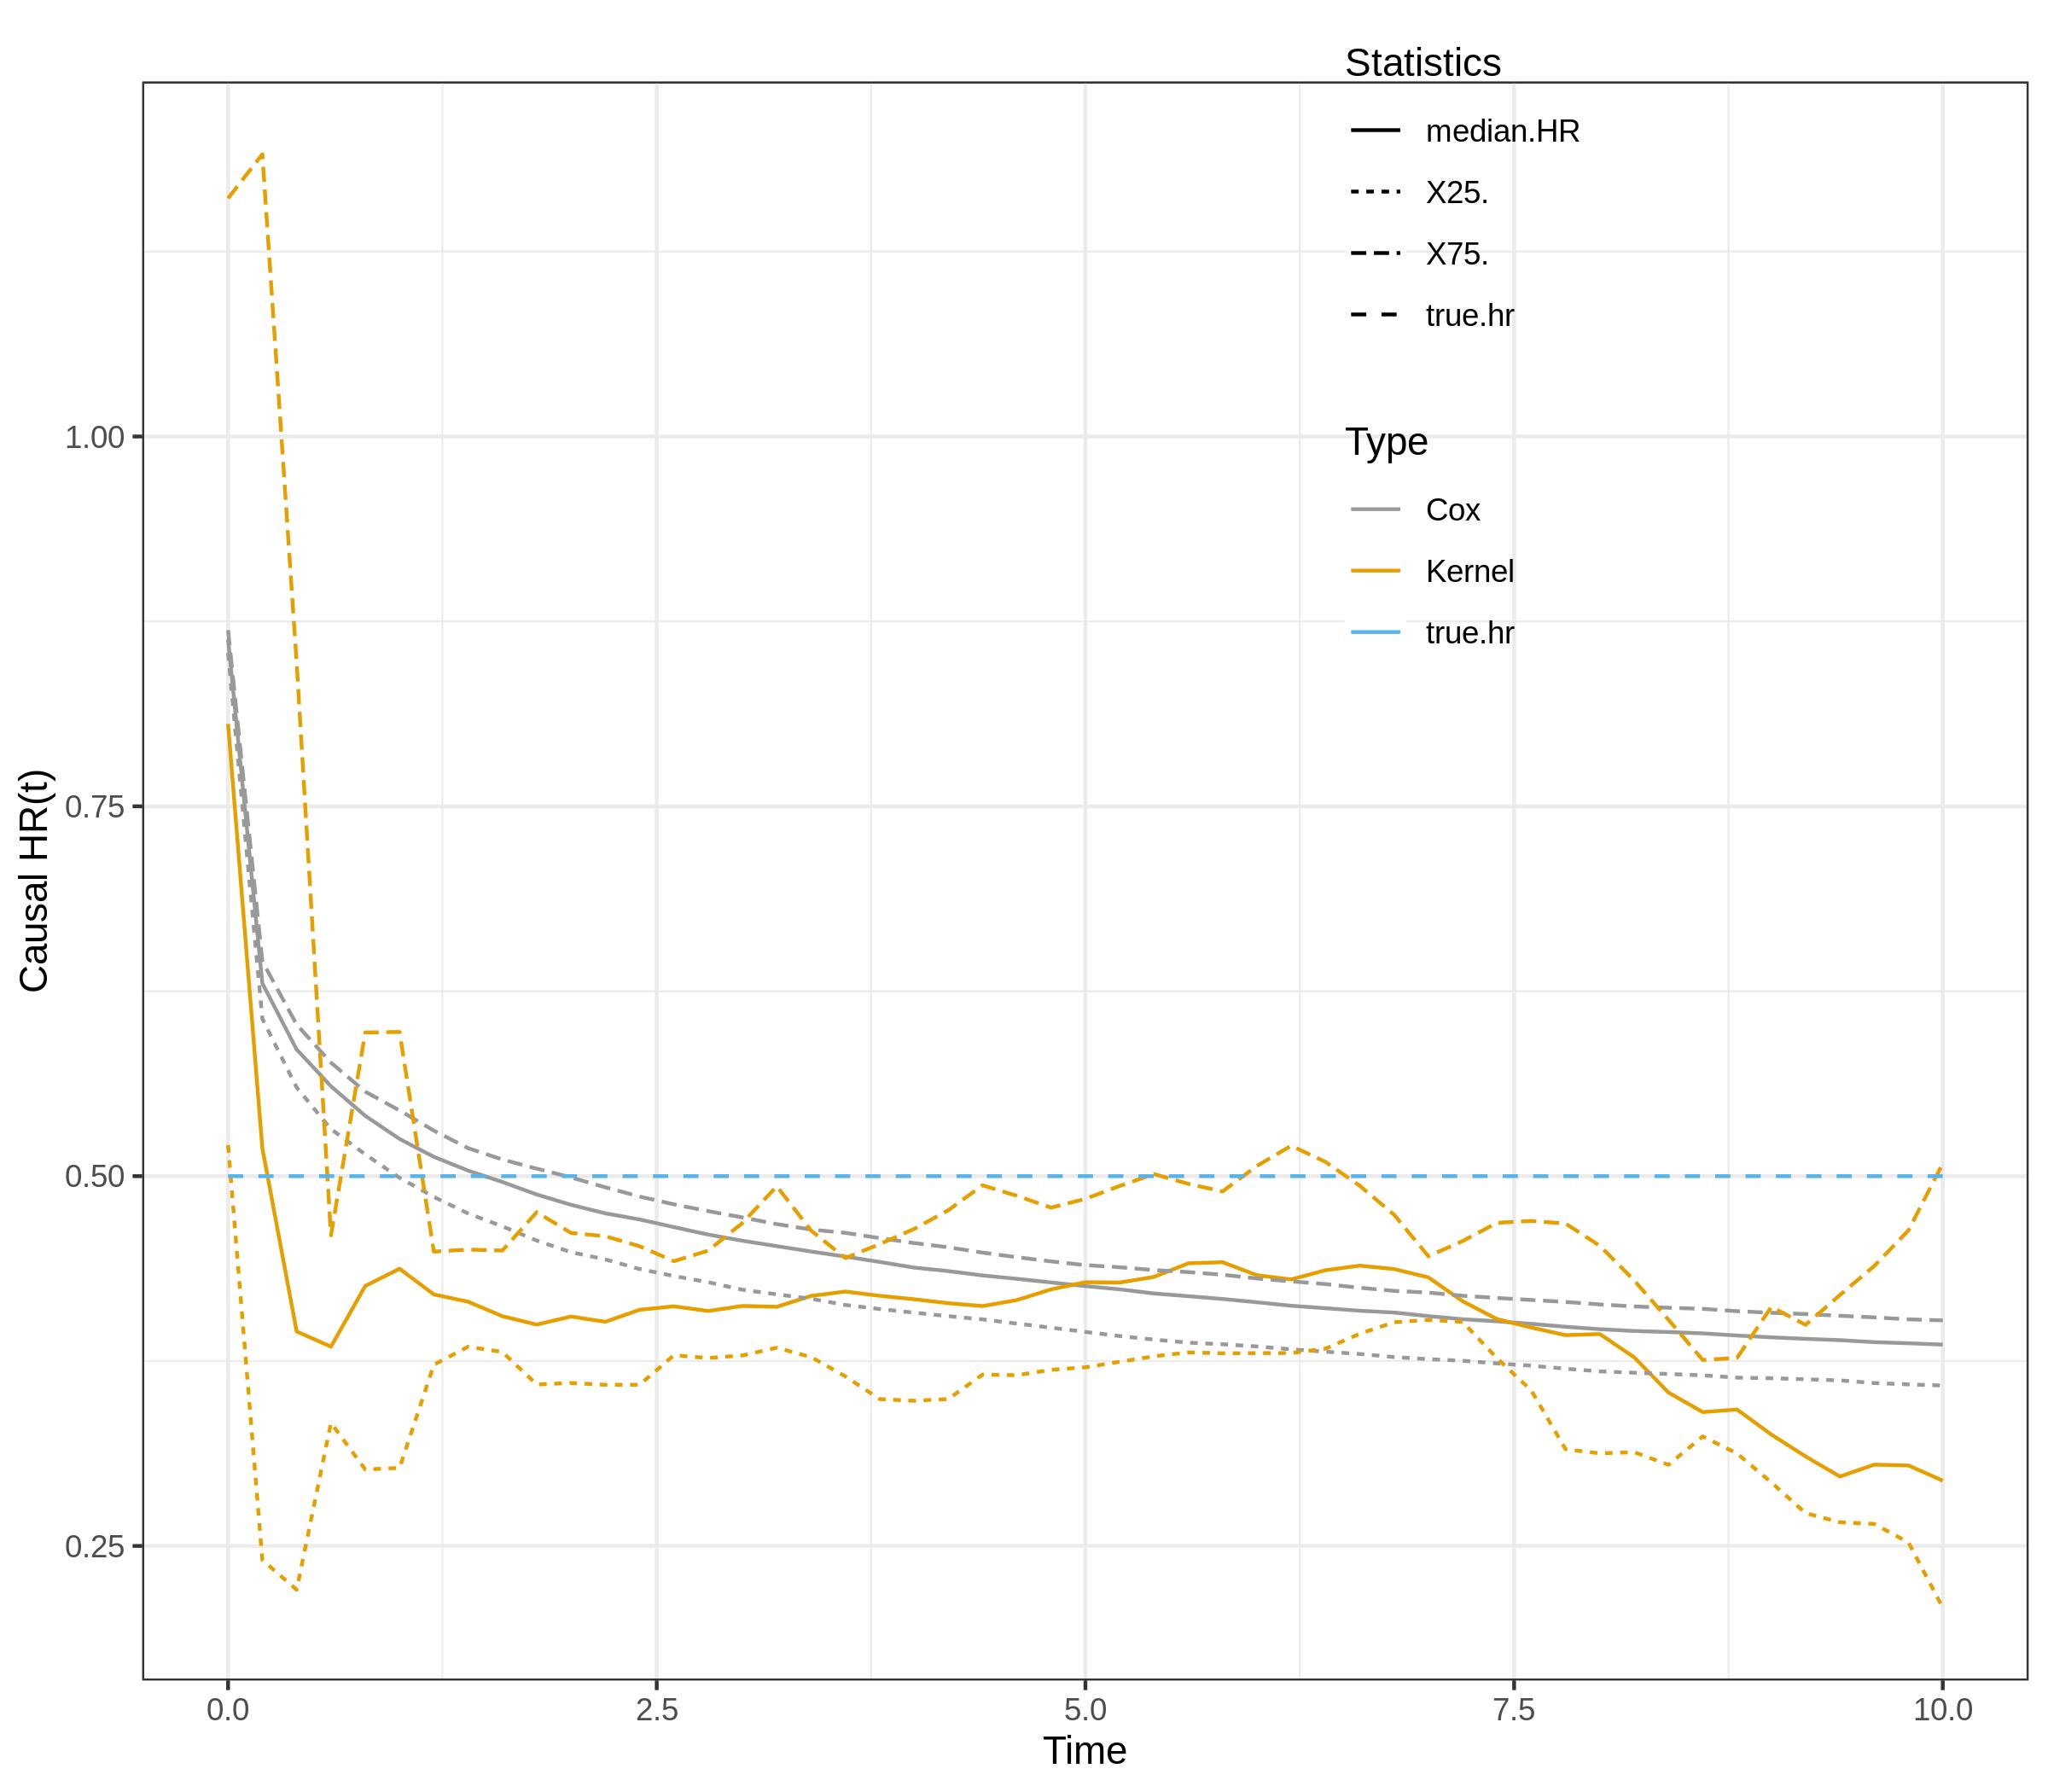 Statistics
median.HR
X25.
X75.
true.hr
Type
Cox
Kernel
true.hr
Causal HR(t)
1.00
0.75
0.50
0.25
0.0 2.5 5.0 7.5 10.0
Time